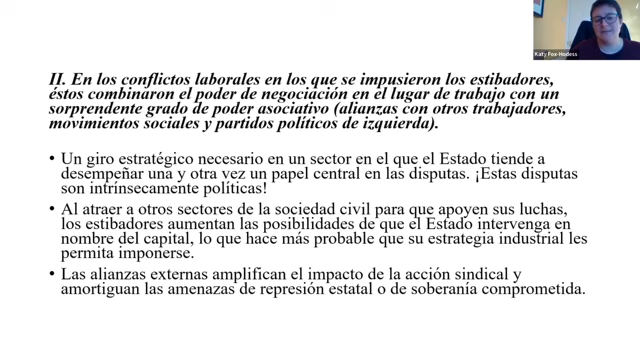 Katy Fox-Hodess
II. En los conflictos laborales en los que se impusieron los estibadores,
éstos combinaron el poder de negociación en el lugar de trabajo con un
sorprendente grado de poder asociativo (alianzas con otros trabajadores,
movimientos sociales y partidos políticos de izquierda).
• Un giro estratégico necesario en un sector en el que el Estado tiende a
desempeñar una y otra vez un papel central en las disputas. ¡Estas disputas
son intrínsecamente políticas!
• Al atraer a otros sectores de la sociedad civil para que apoyen sus luchas,
los estibadores aumentan las posibilidades de que el Estado intervenga en
nombre del capital, lo que hace más probable que su estrategia industrial les
permita imponerse.
• Las alianzas externas amplifican el impacto de la acción sindical y
amortiguan las amenazas de represión estatal o de soberanía comprometida.